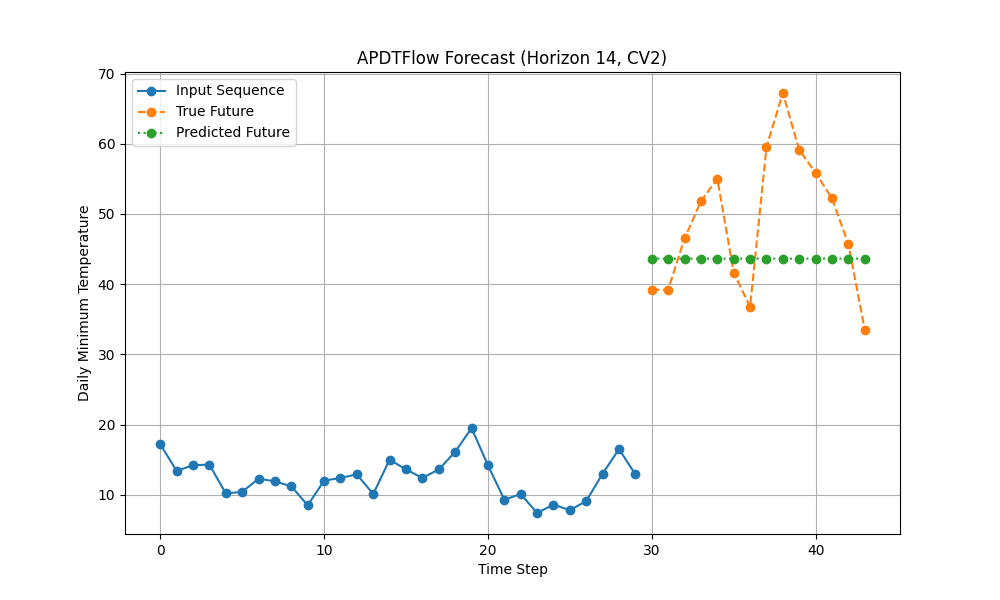 APDTFlow Forecast (Horizon 14, CV2)
Input Sequence
True Future
Predicted Future
Daily Minimum Temperature
70
60
50
40
30
20
10
0
10
20
30
40
Time Step